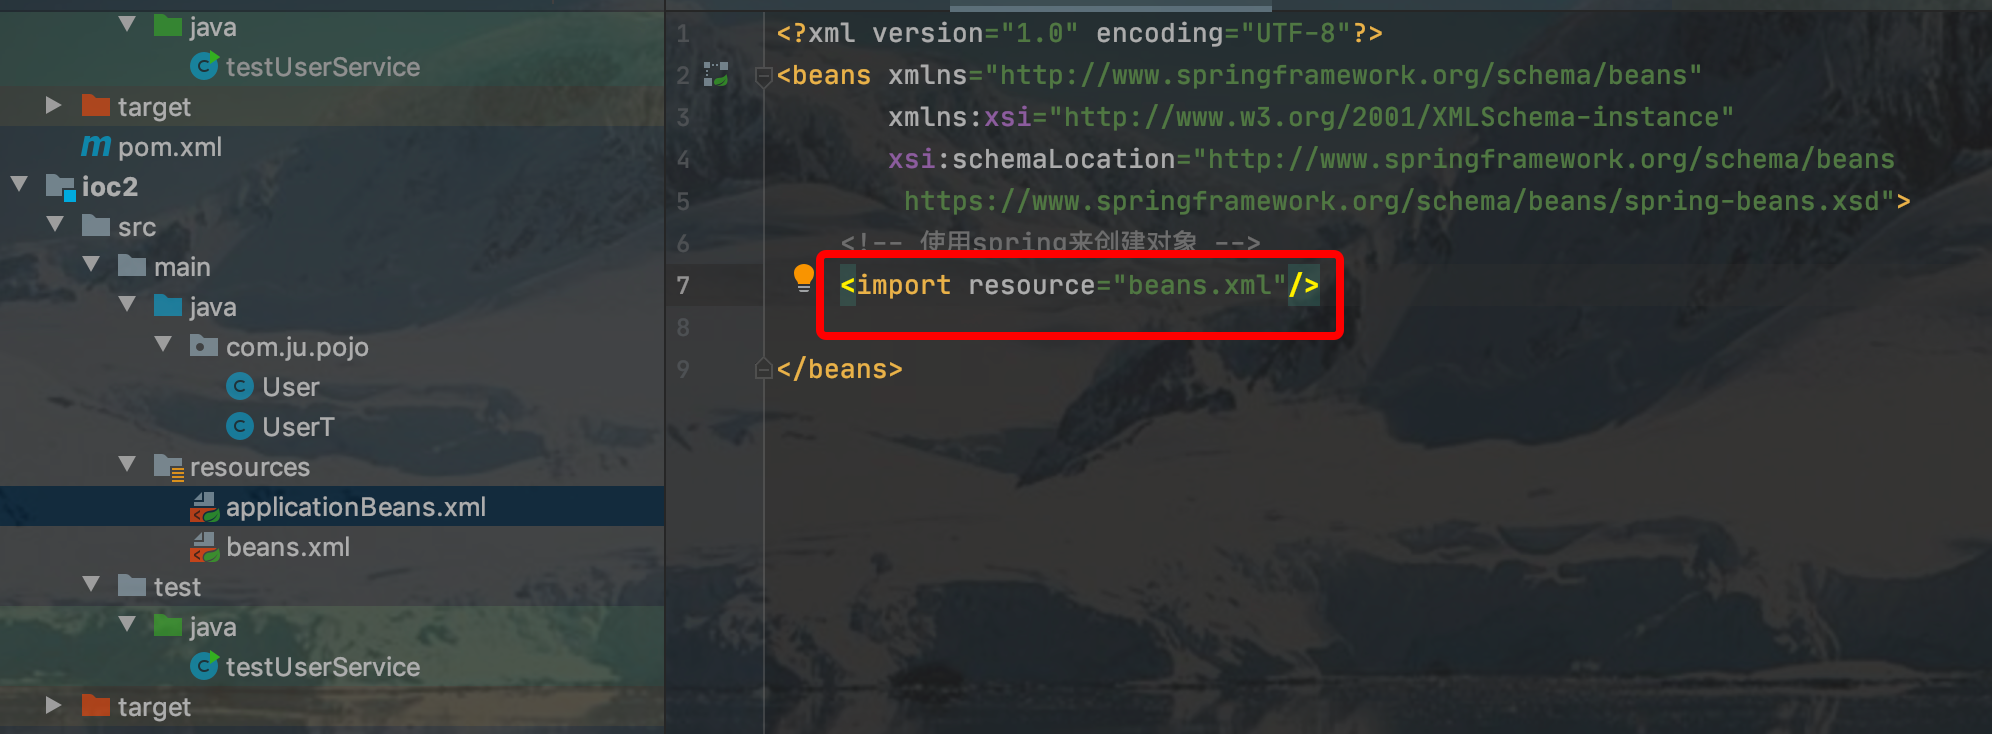 java
testUserService
target
pom.xml
ioc2
src
main
java
com.ju.pojo
User
UserT
resources
applicationBeans.xml
beans.xml
test
java
testUserService
target
1 <?xml version="1.0" encoding="UTF-8"?>
2 <beans xmlns="http://www.springframework.org/schema/beans"
3 xmlns:xsi="http://www.w3.org/2001/XMLSchema-instance"
4 xsi:schemaLocation="http://www.springframework.org/schema/beans
5 https://www.springframework.org/schema/beans/spring-beans.xsd">
6 <!-- 使用spring来创建对象 -->
7 <import resource="beans.xml"/>
8
9 </beans>